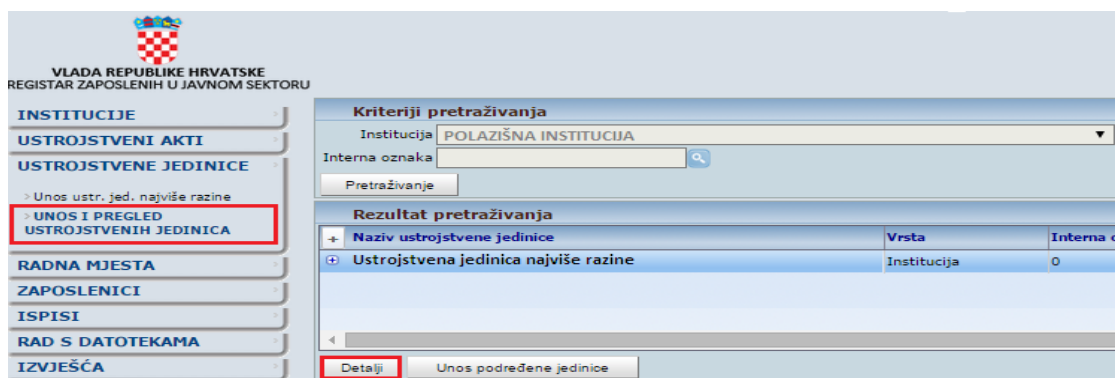 VLADA REPUBLIKE HRVATSKE
REGISTAR ZAPOSLENIH U JAVNOM SEKTORU
INSTITUCIJE
USTROJSTVENI AKTI
USTROJSTVENE JEDINICE
Unos ustr. jed. najviše razine
UNOS I PREGLED
USTROJSTVENIH JEDINICA
RADNA MJESTA
ZAPOSLENICI
ISPISI
RAD S DATOTEKAMA
IZVJEŠĆA
Kriteriji pretraživanja
Institucija POLAZIŠNA INSTITUCIJA
Interna oznaka
Pretraživanje
Rezultat pretraživanja
Naziv ustrojstvene jedinice Vrsta Interna
Ustrojstvena jedinica najviše razine Institucija 0
Detalji Unos podređene jedinice